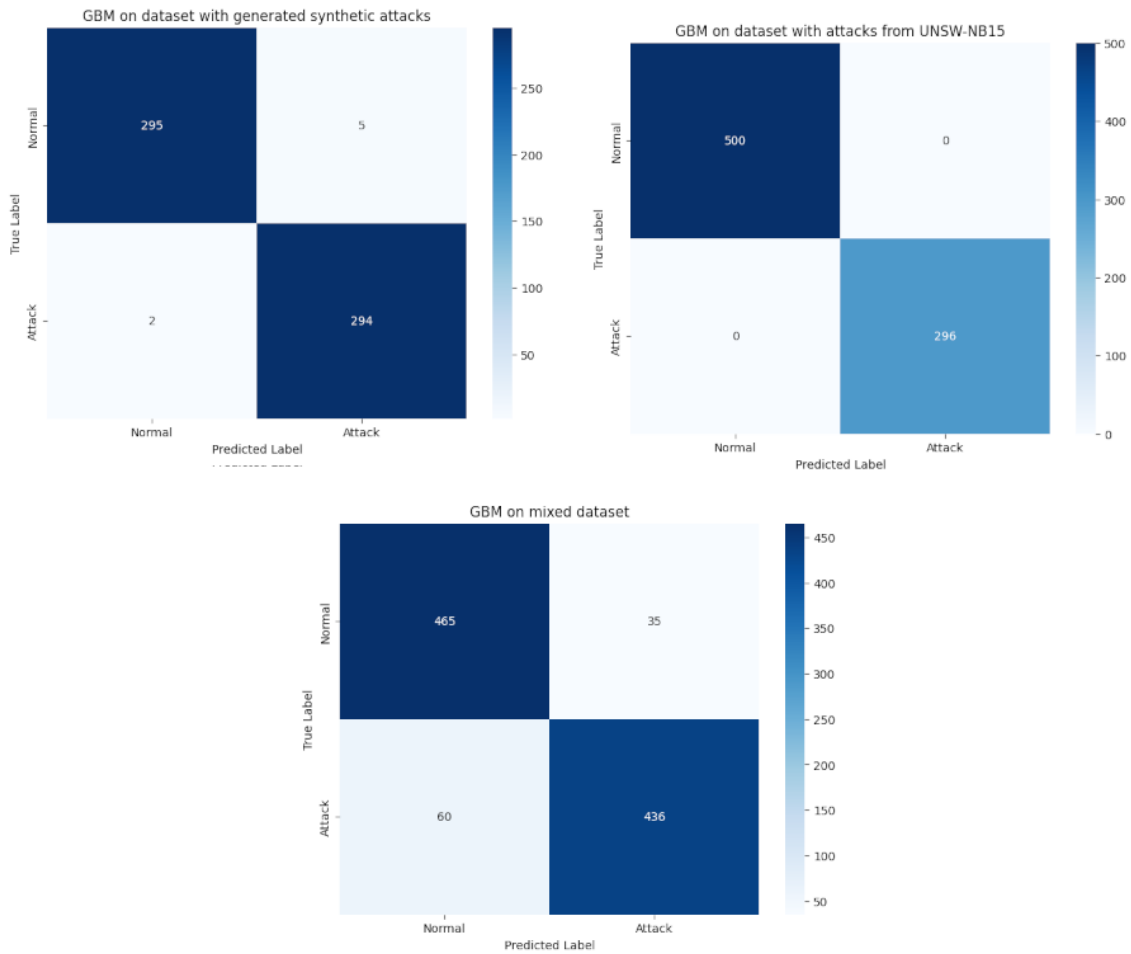 GBM on dataset with generated synthetic attacks
Normal
Attack
True Label
295
5
2
294
Normal
Attack
Predicted Label
250
200
150
100
50
GBM on dataset with attacks from UNSW-NB15
Normal
Attack
True Label
500
0
0
296
Normal
Attack
Predicted Label
500
400
300
200
100
0
GBM on mixed dataset
Normal
Attack
True Label
465
35
60
436
Normal
Attack
Predicted Label
450
400
350
300
250
200
150
100
50